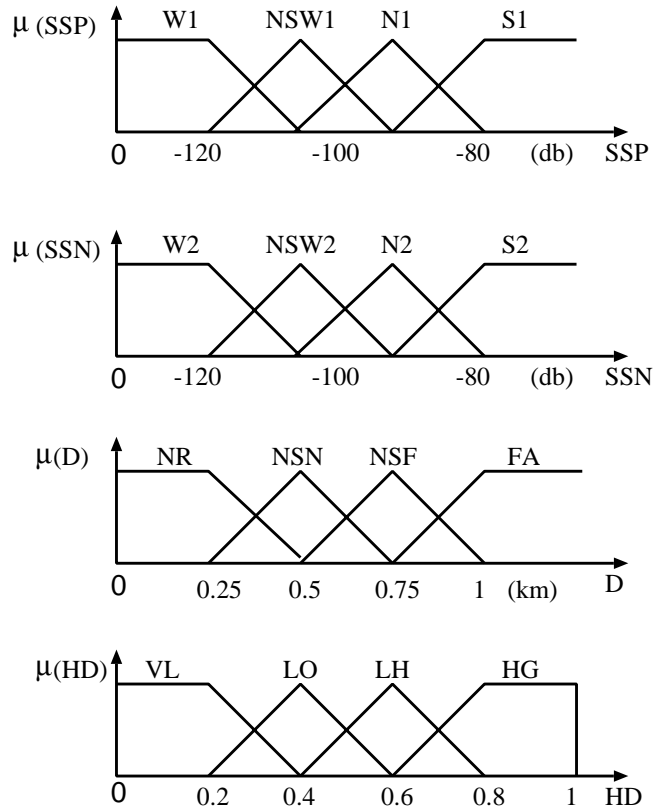 μ (SSP) W1 NSW1 N1 S1
0 -120 -100 -80 (db) SSP
μ (SSN) W2 NSW2 N2 S2
0 -120 -100 -80 (db) SSN
μ(D) NR NSN NSF FA
0 0.25 0.5 0.75 1 (km) D
μ(HD) VL LO LH HG
0 0.2 0.4 0.6 0.8 1 HD